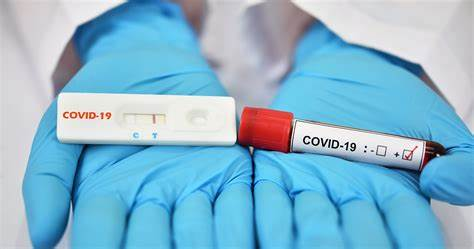 COVID-19
C T
COVID-19 : - □ + ☑